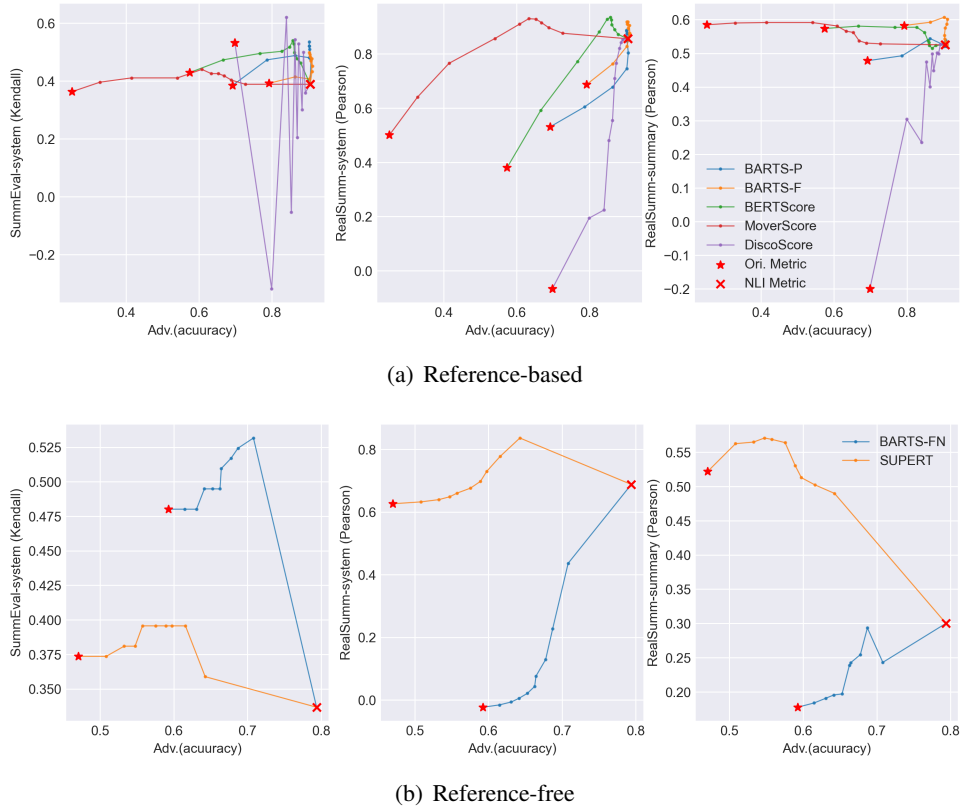 SummEval-system (Kendall)
0.6
0.4
0.2
0.0
−0.2
0.4
0.6
0.8
Adv.(acuuracy)
RealSumm-system (Pearson)
0.8
0.6
0.4
0.2
0.0
0.4
0.6
0.8
Adv.(acuuracy)
RealSumm-summary (Pearson)
0.6
0.5
0.4
0.3
0.2
0.1
0.0
−0.1
−0.2
0.4
0.6
0.8
Adv.(acuuracy)
BARTS-P
BARTS-F
BERTScore
MoverScore
DiscoScore
Ori. Metric
NLI Metric
(a) Reference-based
SummEval-system (Kendall)
0.525
0.500
0.475
0.450
0.425
0.400
0.375
0.350
0.5
0.6
0.7
0.8
Adv.(acuuracy)
RealSumm-system (Pearson)
0.8
0.6
0.4
0.2
0.0
0.5
0.6
0.7
0.8
Adv.(acuuracy)
RealSumm-summary (Pearson)
0.55
0.50
0.45
0.40
0.35
0.30
0.25
0.20
0.5
0.6
0.7
0.8
Adv.(acuuracy)
BARTS-FN
SUPERT
(b) Reference-free